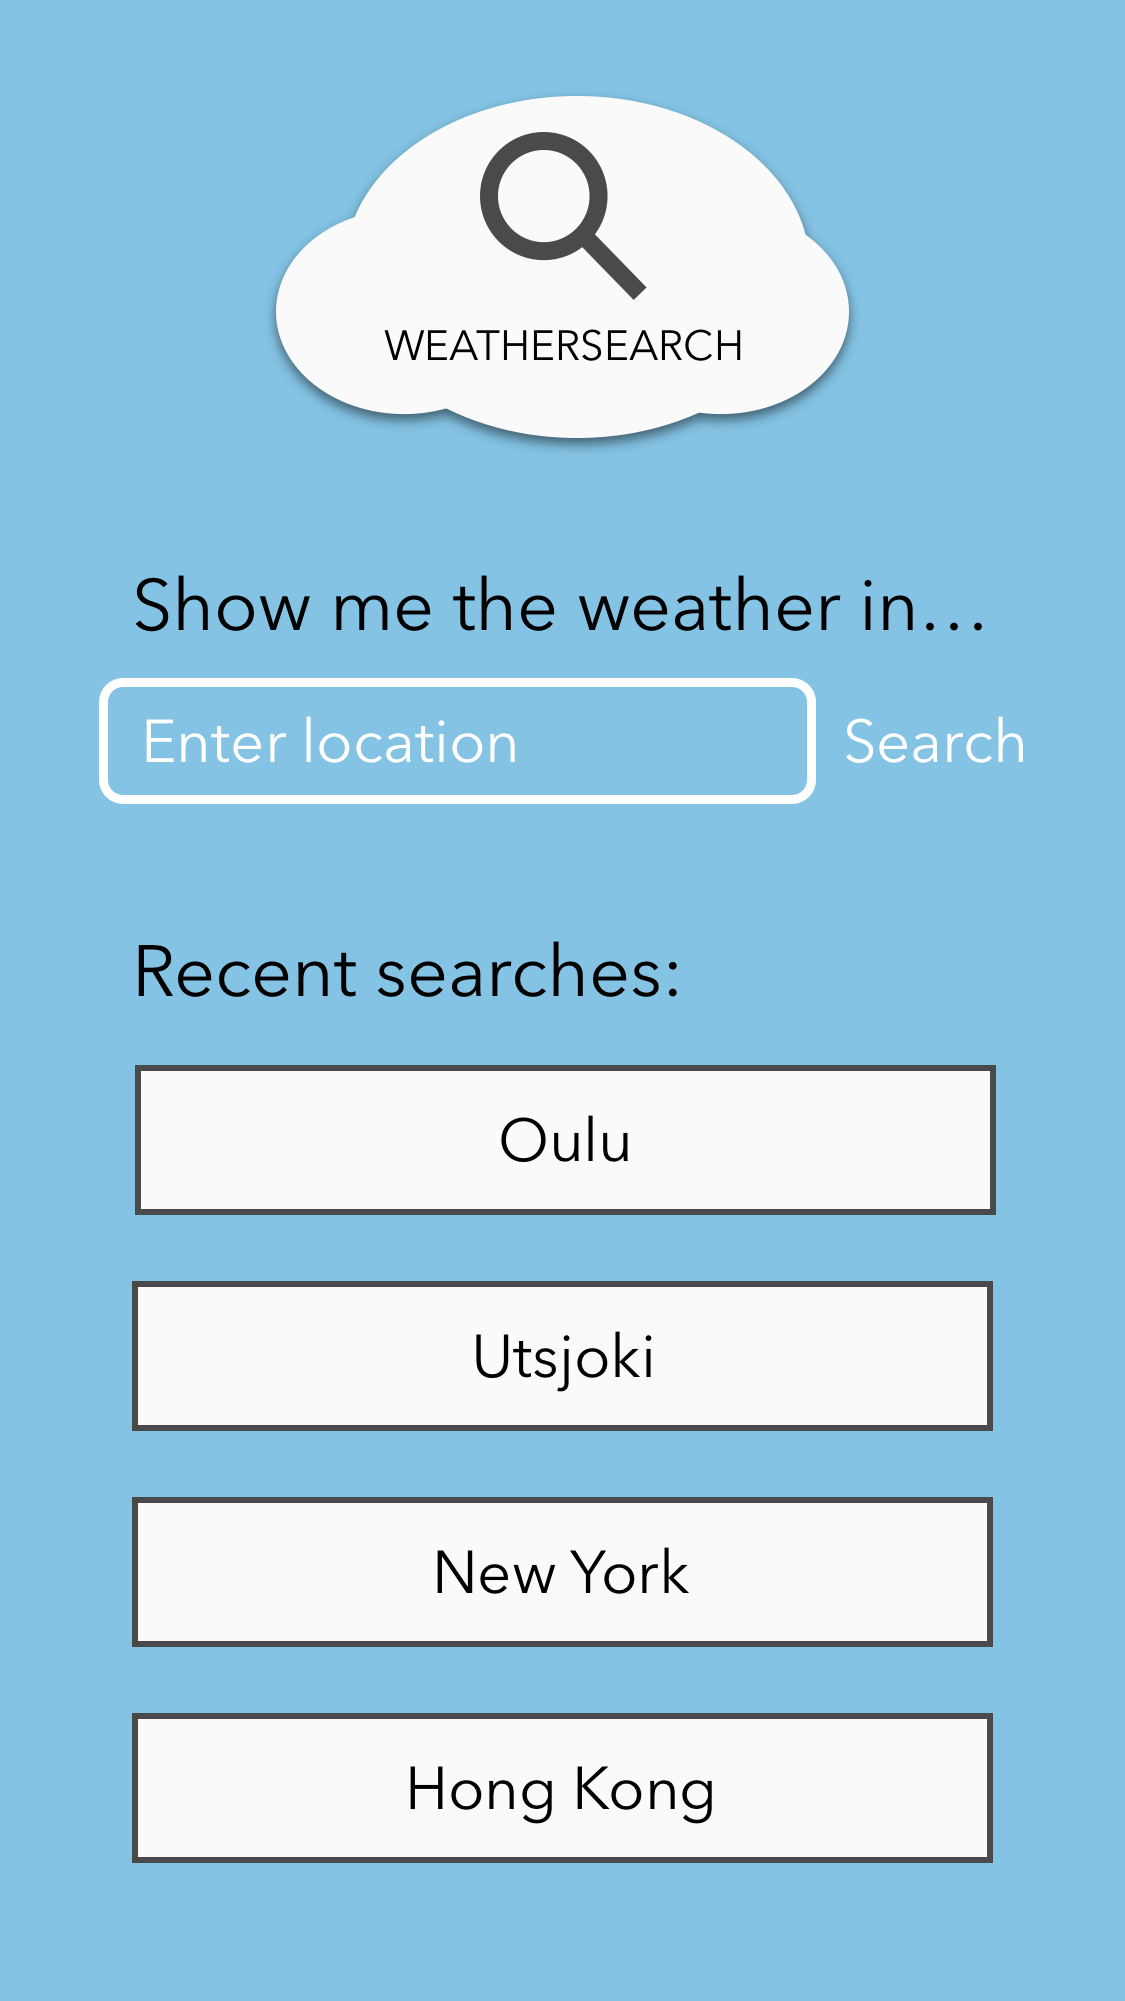 WEATHERSEARCH
Show me the weather in...
Enter location
Search
Recent searches:
Oulu
Utsjoki
New York
Hong Kong